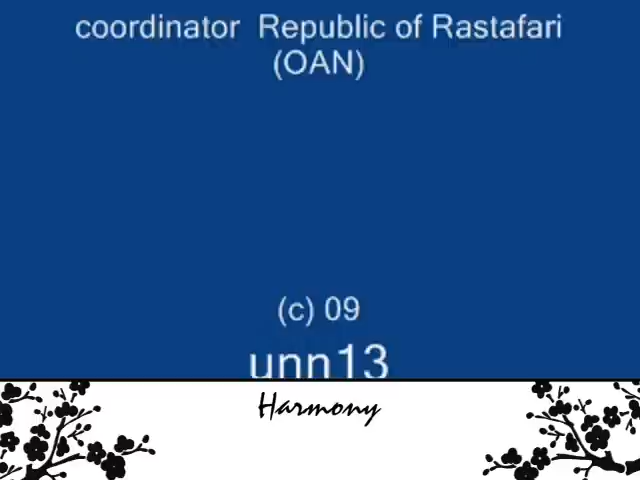 coordinator Republic of Rastafari
(OAN)
(c) 09
unn13
Harmony